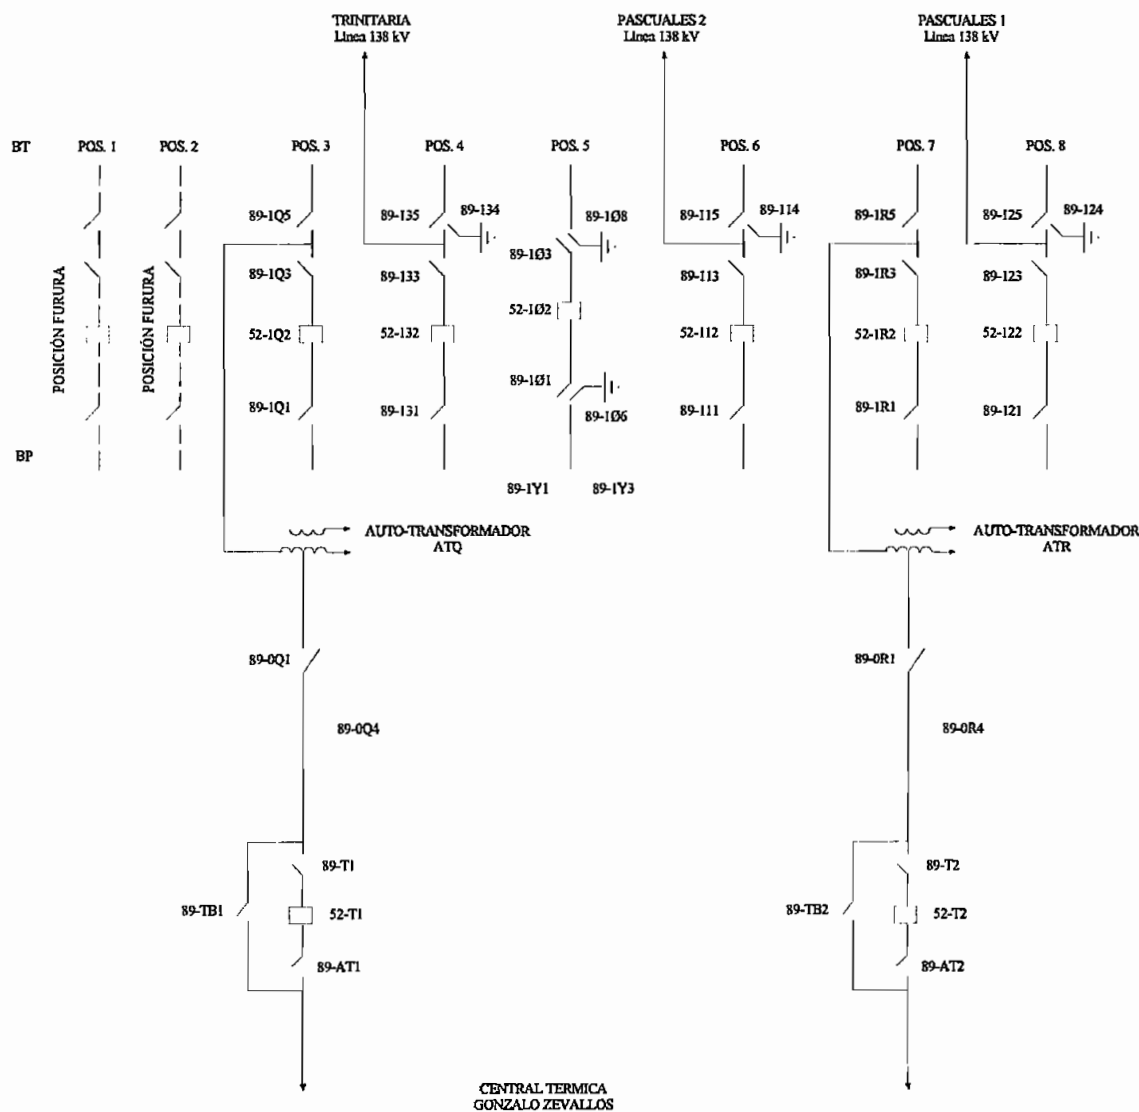 TRINITARIA
Linea 138 kV
PASCUALES 2
Linea 138 kV
PASCUALES 1
Linea 138 kV
BT
POS. 1
POS. 2
POS. 3
POS. 4
POS. 5
POS. 6
POS. 7
POS. 8
89-1Q5
89-135
89-134
89-1Ø8
89-115
89-114
89-1R5
89-125
89-124
89-1Ø3
89-1Q3
89-133
89-113
89-1R3
89-123
POSICIÓN FURURA
POSICIÓN FURURA
52-1Q2
52-132
52-1Ø2
52-112
52-1R2
52-122
89-1Ø1
89-1Q1
89-131
89-1Ø6
89-111
89-1R1
89-121
BP
89-1Y1
89-1Y3
AUTO-TRANSFORMADOR
ATQ
AUTO-TRANSFORMADOR
ATR
89-0Q1
89-0R1
89-0Q4
89-0R4
89-T1
89-T2
89-TB1
52-T1
89-TB2
52-T2
89-AT1
89-AT2
CENTRAL TERMICA
GONZALO ZEVALLOS